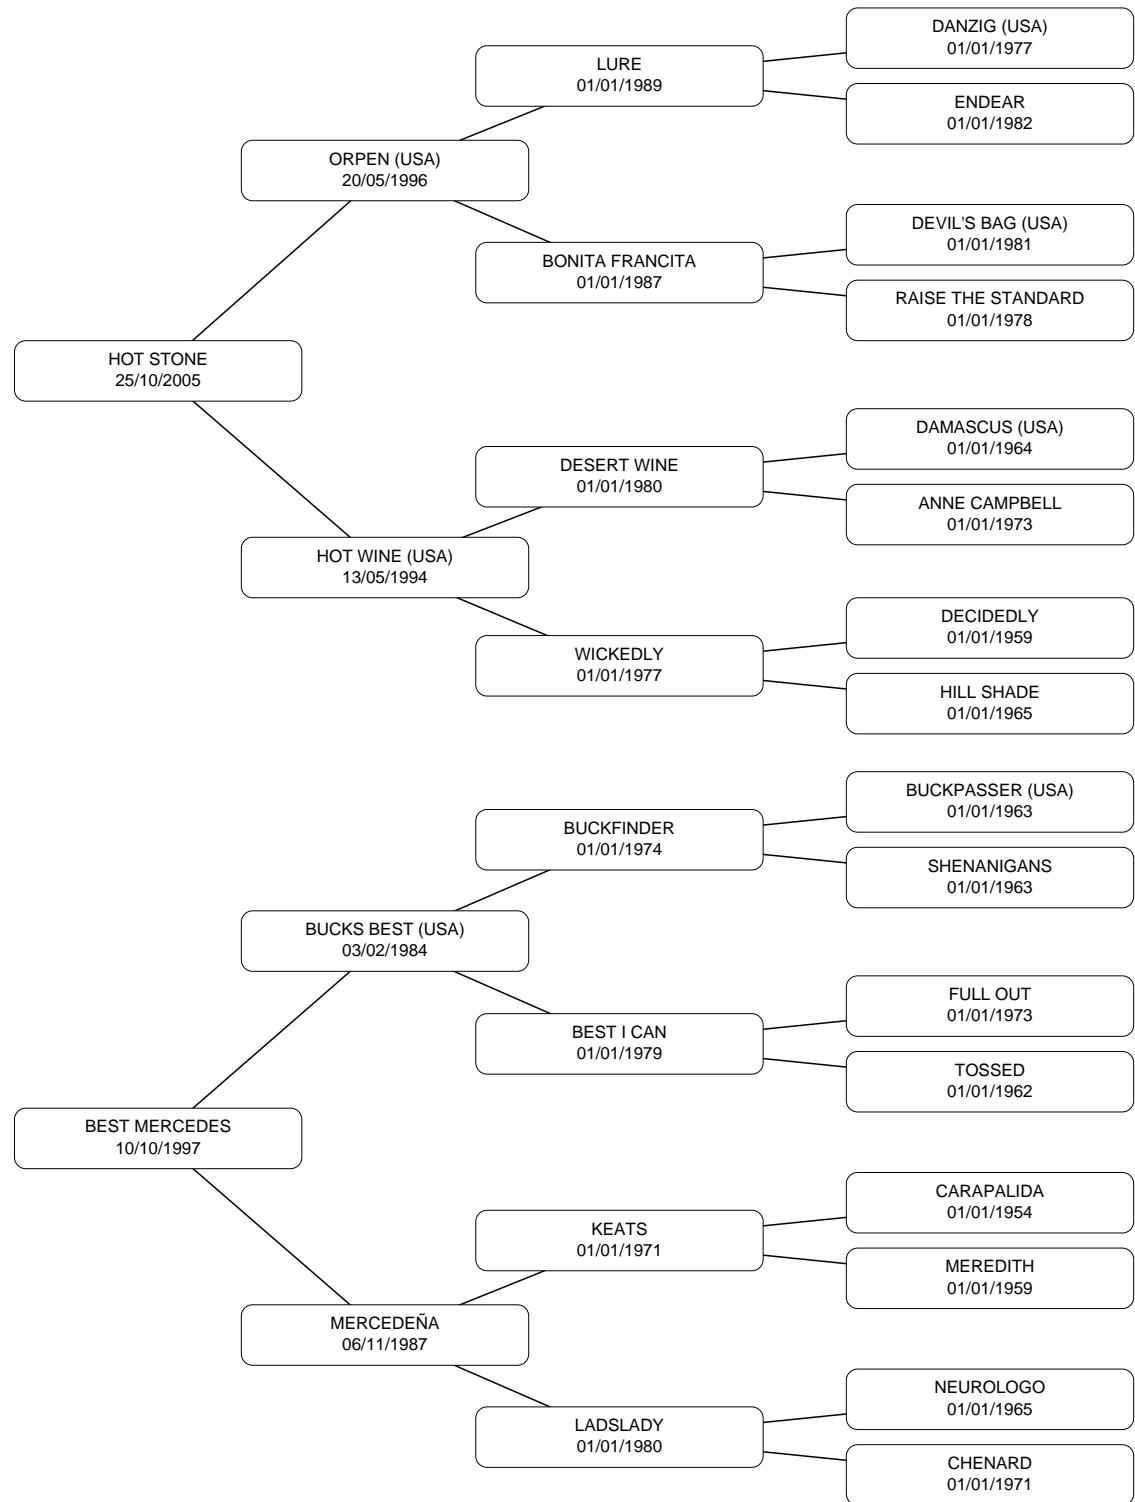 DANZIG (USA)
01/01/1977
LURE
01/01/1989
ENDEAR
01/01/1982
ORPEN (USA)
20/05/1996
DEVIL'S BAG (USA)
01/01/1981
BONITA FRANCITA
01/01/1987
RAISE THE STANDARD
01/01/1978
HOT STONE
25/10/2005
DAMASCUS (USA)
01/01/1964
DESERT WINE
01/01/1980
ANNE CAMPBELL
01/01/1973
HOT WINE (USA)
13/05/1994
DECIDEDLY
01/01/1959
WICKEDLY
01/01/1977
HILL SHADE
01/01/1965
BUCKPASSER (USA)
01/01/1963
BUCKFINDER
01/01/1974
SHENANIGANS
01/01/1963
BUCKS BEST (USA)
03/02/1984
FULL OUT
01/01/1973
BEST I CAN
01/01/1979
TOSSED
01/01/1962
BEST MERCEDES
10/10/1997
CARAPALIDA
01/01/1954
KEATS
01/01/1971
MEREDITH
01/01/1959
MERCEDEÑA
06/11/1987
NEUROLOGO
01/01/1965
LADSLADY
01/01/1980
CHENARD
01/01/1971